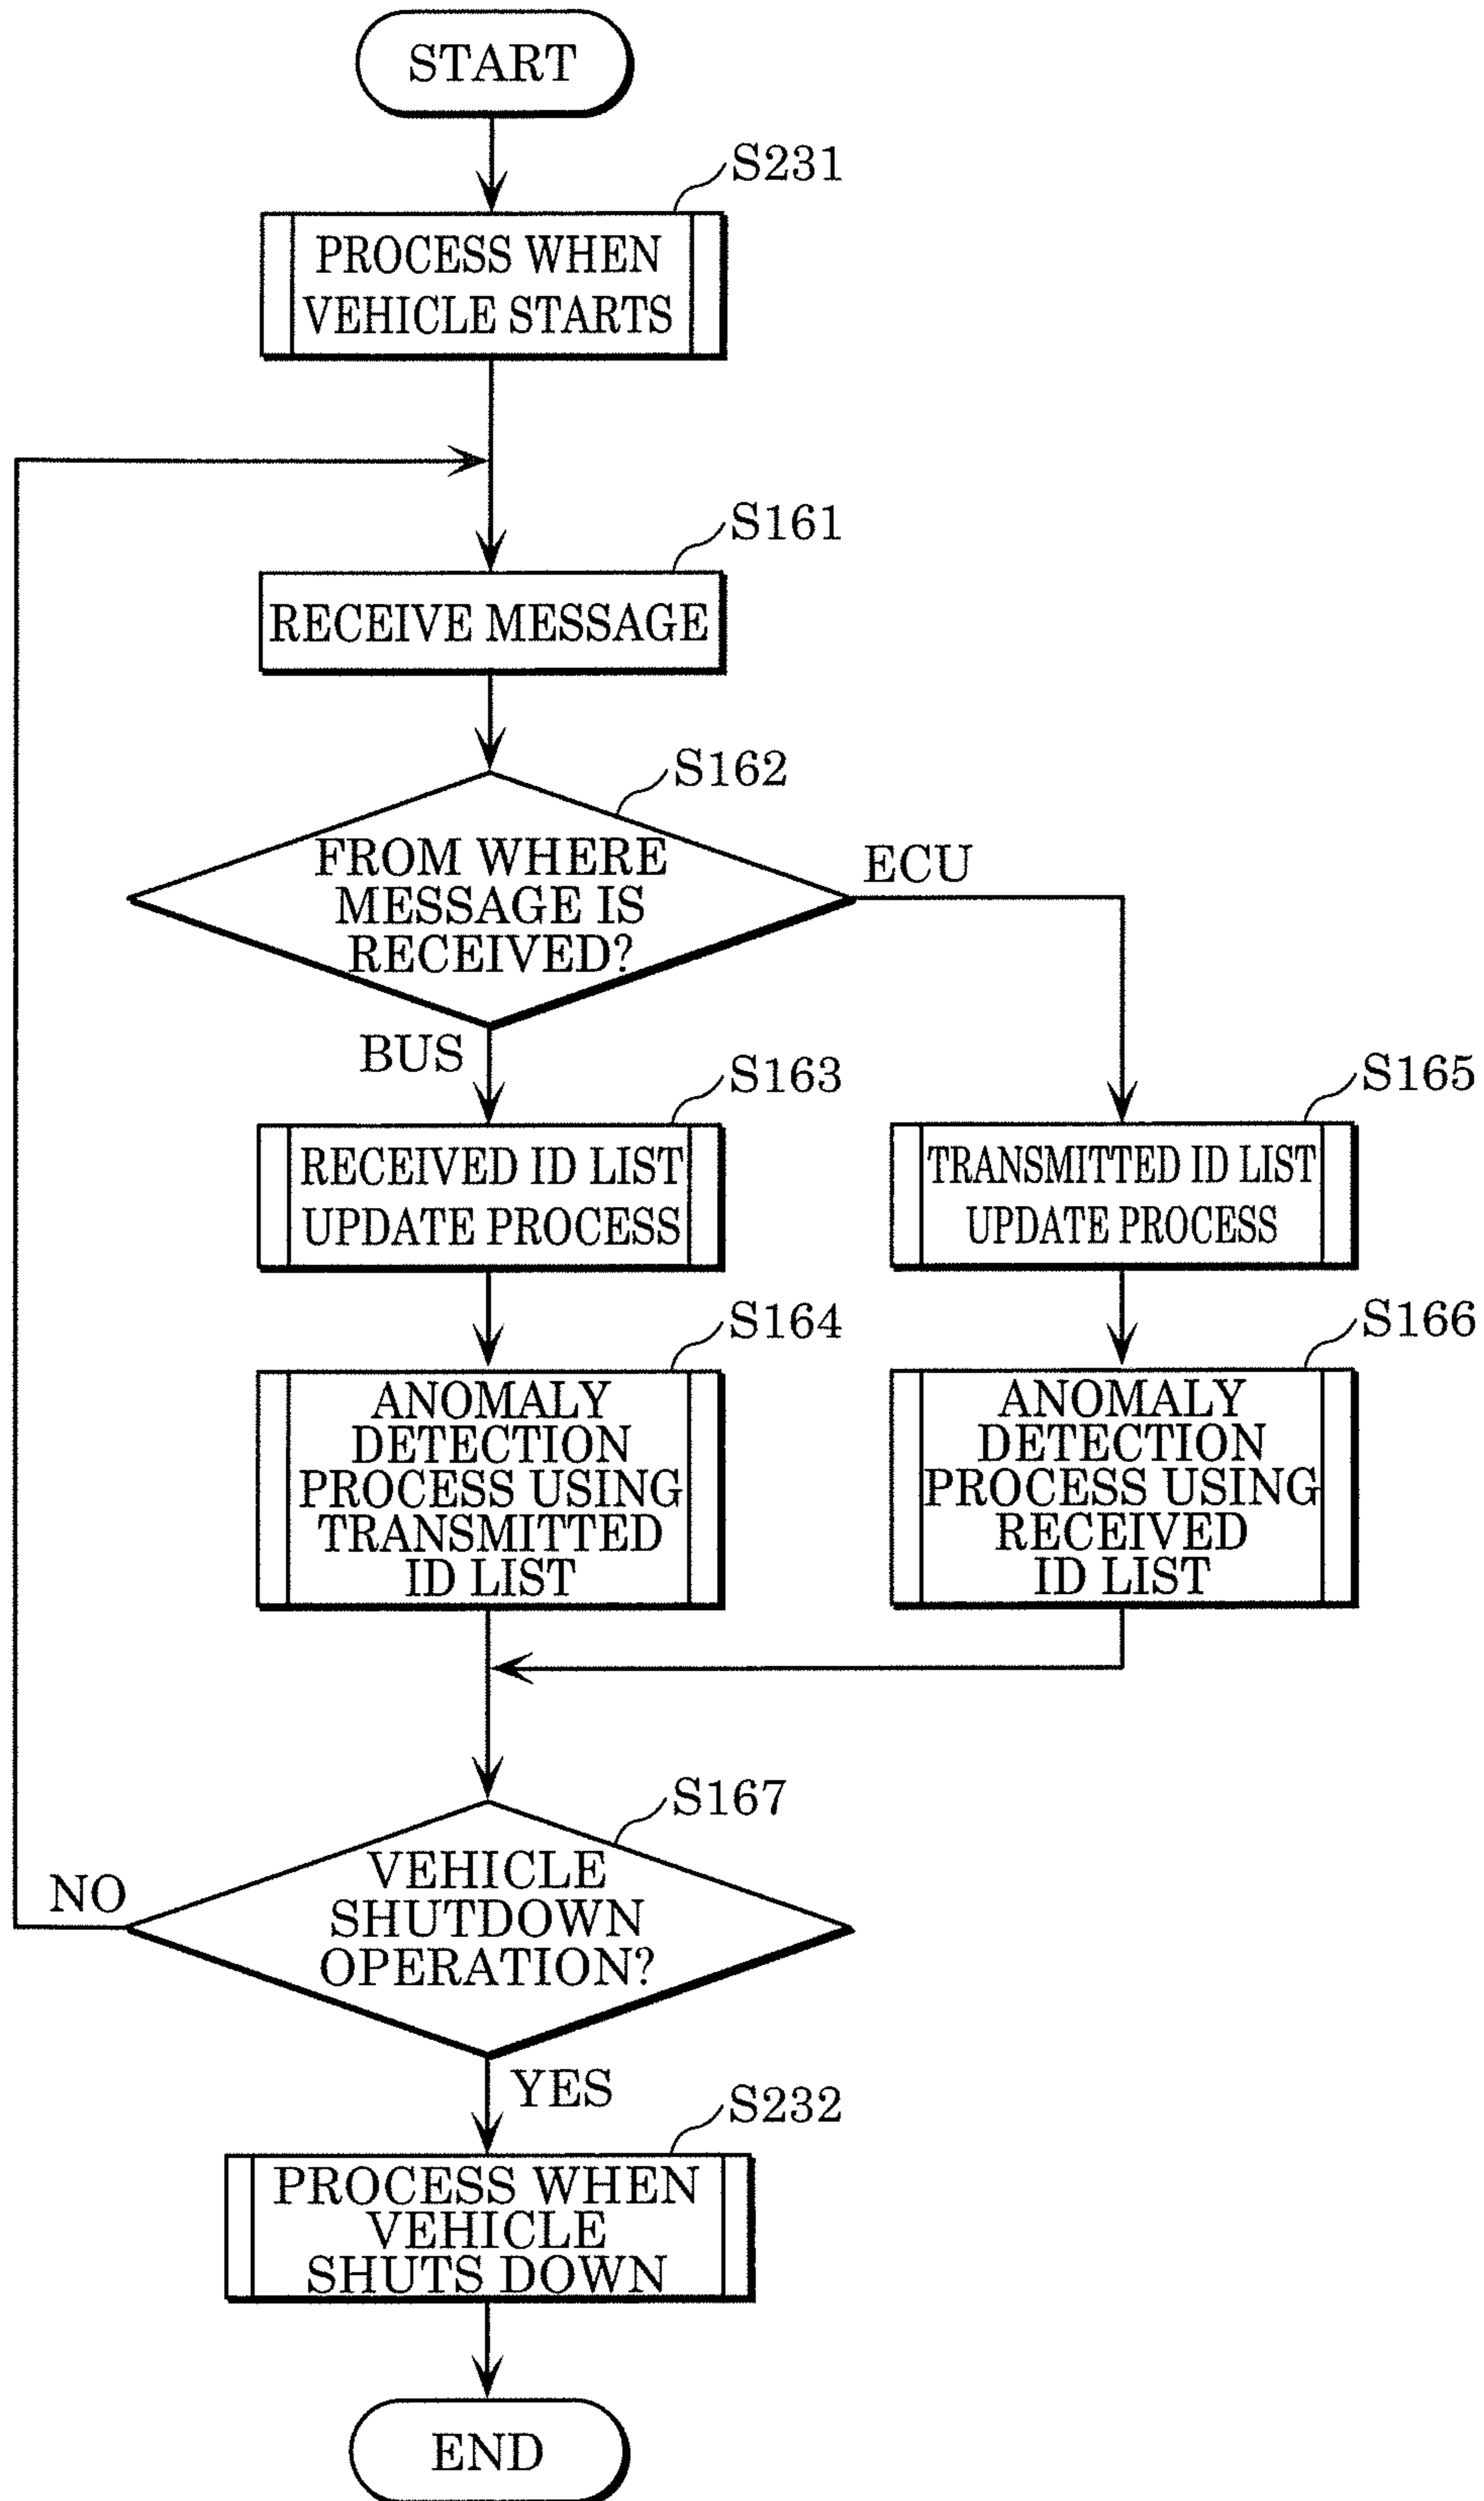 START
S231
PROCESS WHEN
VEHICLE STARTS
S161
RECEIVE MESSAGE
S162
FROM WHERE
MESSAGE IS
RECEIVED?
ECU
BUS
S163
RECEIVED ID LIST
UPDATE PROCESS
S165
TRANSMITTED ID LIST
UPDATE PROCESS
S164
ANOMALY
DETECTION
PROCESS USING
TRANSMITTED
ID LIST
S166
ANOMALY
DETECTION
PROCESS USING
RECEIVED
ID LIST
S167
VEHICLE
SHUTDOWN
OPERATION?
NO
YES
S232
PROCESS WHEN
VEHICLE
SHUTS DOWN
END